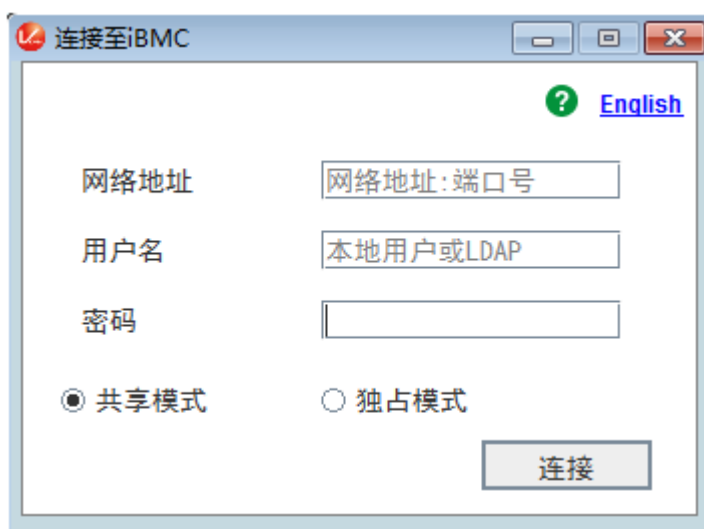 连接至iBMC
? English
网络地址 网络地址:端口号
用户名 本地用户或LDAP
密码
共享模式 独占模式
连接